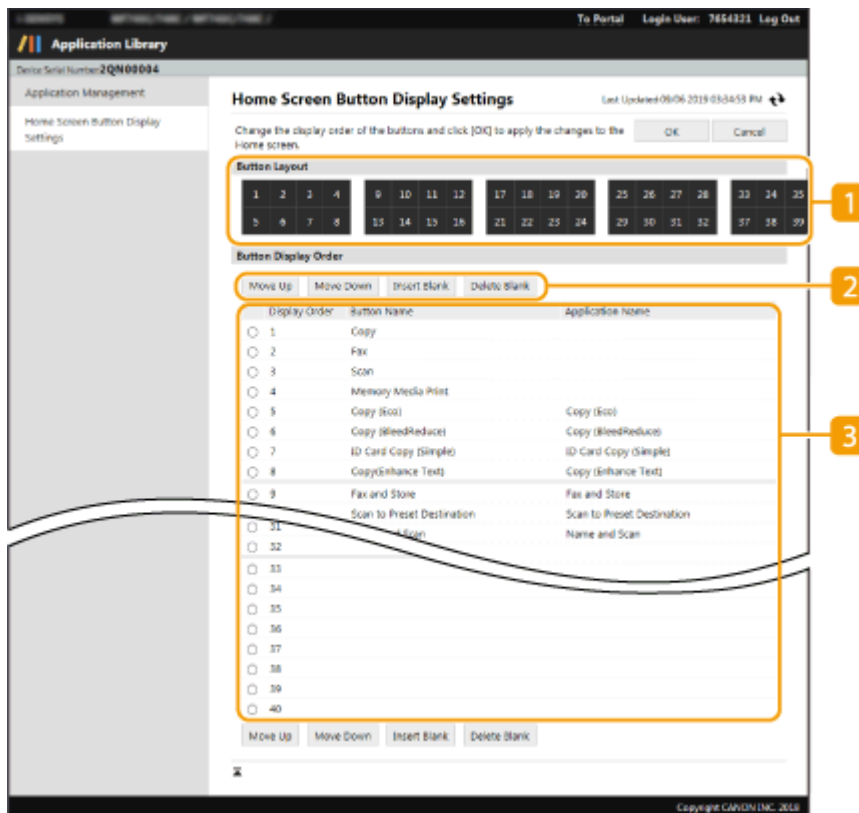 To Portal Login User: 7654321 Log Out
Application Library
Device Serial Number:2QN00004
Application Management
Home Screen Button Display Settings
Home Screen Button Display Settings
Last Updated:09/06 2019 03:34:53 PM
Change the display order of the buttons and click [OK] to apply the changes to the Home screen.
OK Cancel
Button Layout
1 2 3 4 9 10 11 12 17 18 19 20 25 26 27 28 33 34 35
5 6 7 8 13 14 15 16 21 22 23 24 29 30 31 32 37 38 39
1
Button Display Order
Move Up Move Down Insert Blank Delete Blank
2
Display Order Button Name Application Name
1 Copy
2 Fax
3 Scan
4 Memory Media Print
5 Copy (Eco) Copy (Eco)
6 Copy (BleedReduce) Copy (BleedReduce)
7 ID Card Copy (Simple) ID Card Copy (Simple)
8 Copy(Enhance Text) Copy (Enhance Text)
3
9 Fax and Store Fax and Store
Scan to Preset Destination Scan to Preset Destination
31 Scan Name and Scan
32
33
34
35
36
37
38
39
40
Move Up Move Down Insert Blank Delete Blank
Copyright CANON INC. 2018